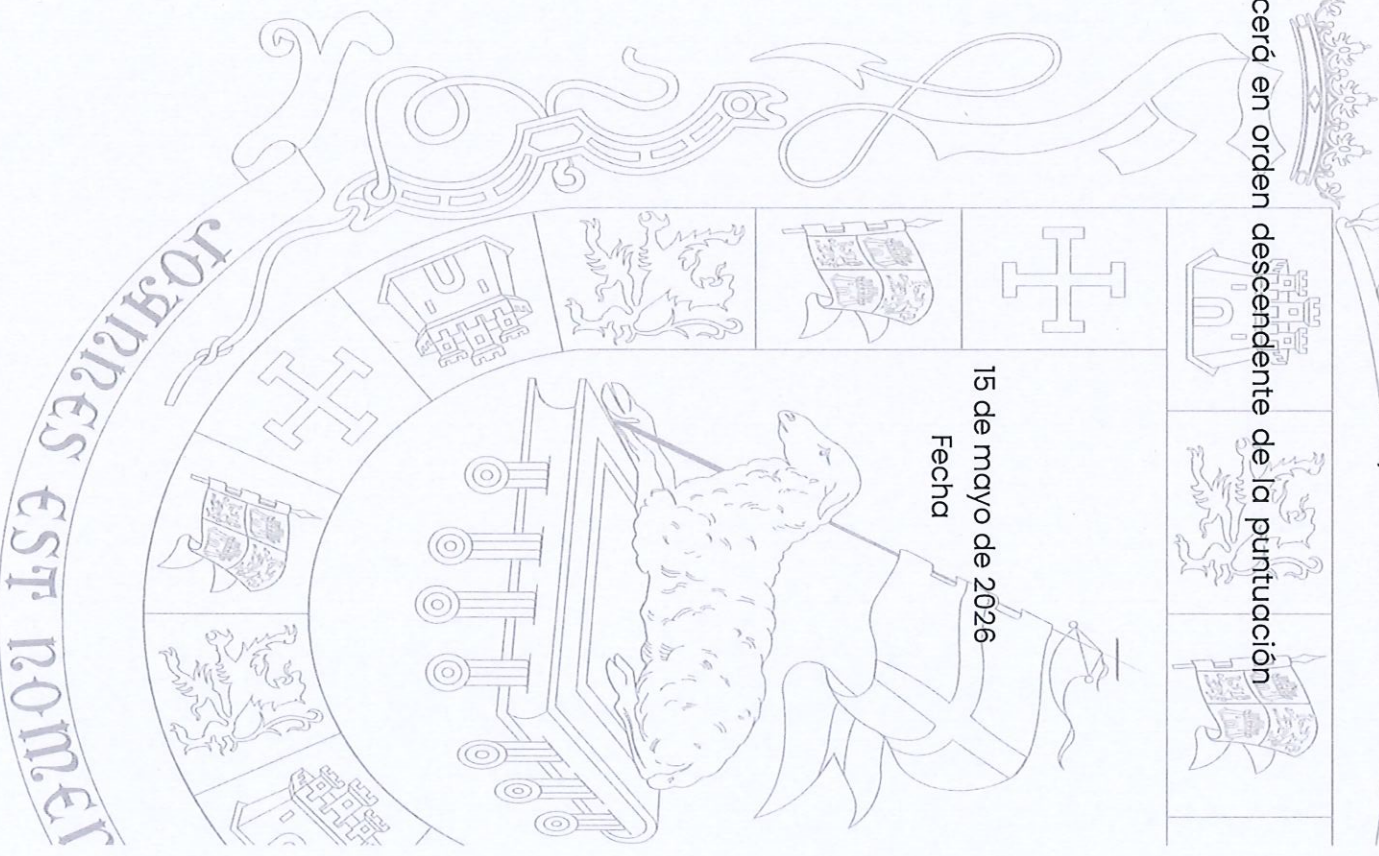 cerá en orden descendente de la puntuación
15 de mayo de 2026
Fecha
JOANNES EST NOMEN